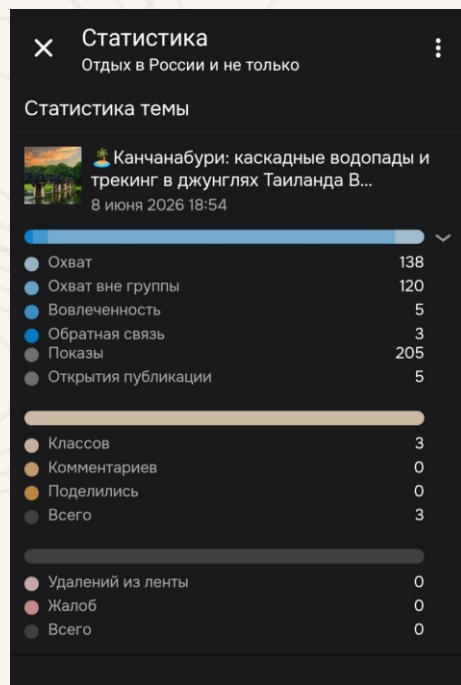 Статистика
Отдых в России и не только
Статистика темы
🏝️Канчанабури: каскадные водопады и
трекинг в джунглях Таиланда В...
8 июня 2026 18:54
Охват 138
Охват вне группы 120
Вовлеченность 5
Обратная связь 3
Показы 205
Открытия публикации 5
Классов 3
Комментариев 0
Поделились 0
Всего 3
Удалений из ленты 0
Жалоб 0
Всего 0